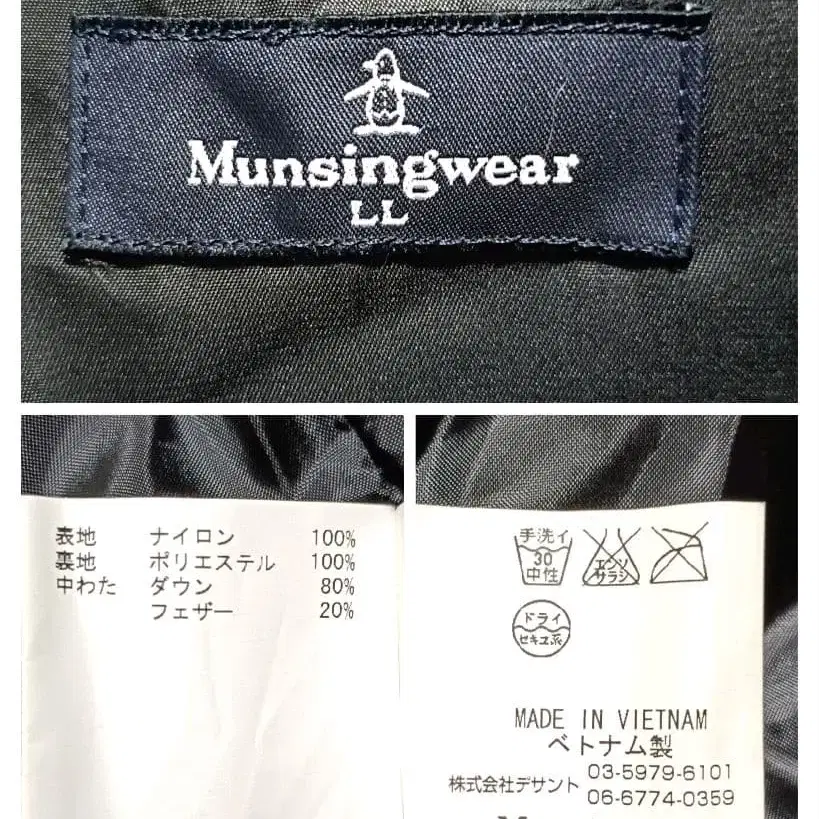 Munsingwear
LL
表地 ナイロン 100%
裏地 ポリエステル 100%
中わた ダウン 80%
フェザー 20%
手洗イ
30
中性
エンソ
サラシ
ドライ
セキユ系
MADE IN VIETNAM
ベトナム製
株式会社デサント 03-5979-6101
06-6774-0359